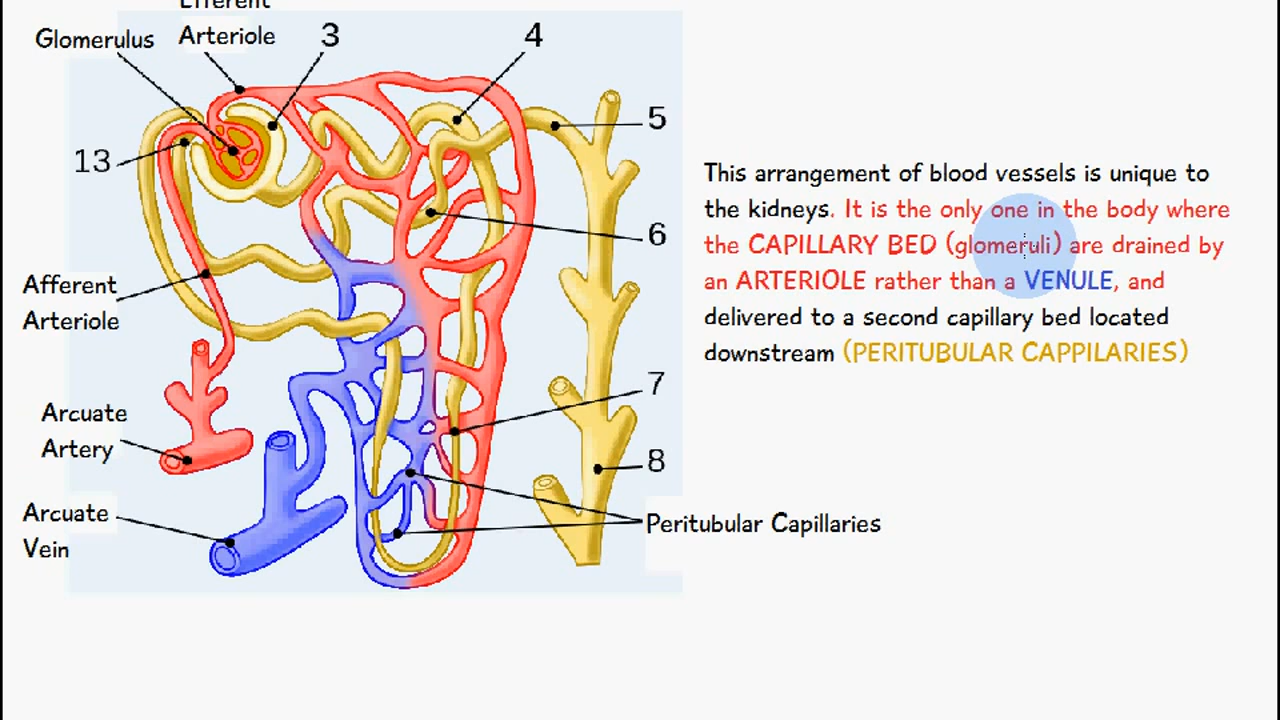 Efferent
Arteriole
Glomerulus
3
4
5
13
6
Afferent
Arteriole
7
Arcuate
Artery
8
Arcuate
Vein
Peritubular Capillaries
This arrangement of blood vessels is unique to
the kidneys. It is the only one in the body where
the CAPILLARY BED (glomeruli) are drained by
an ARTERIOLE rather than a VENULE, and
delivered to a second capillary bed located
downstream (PERITUBULAR CAPPILARIES)